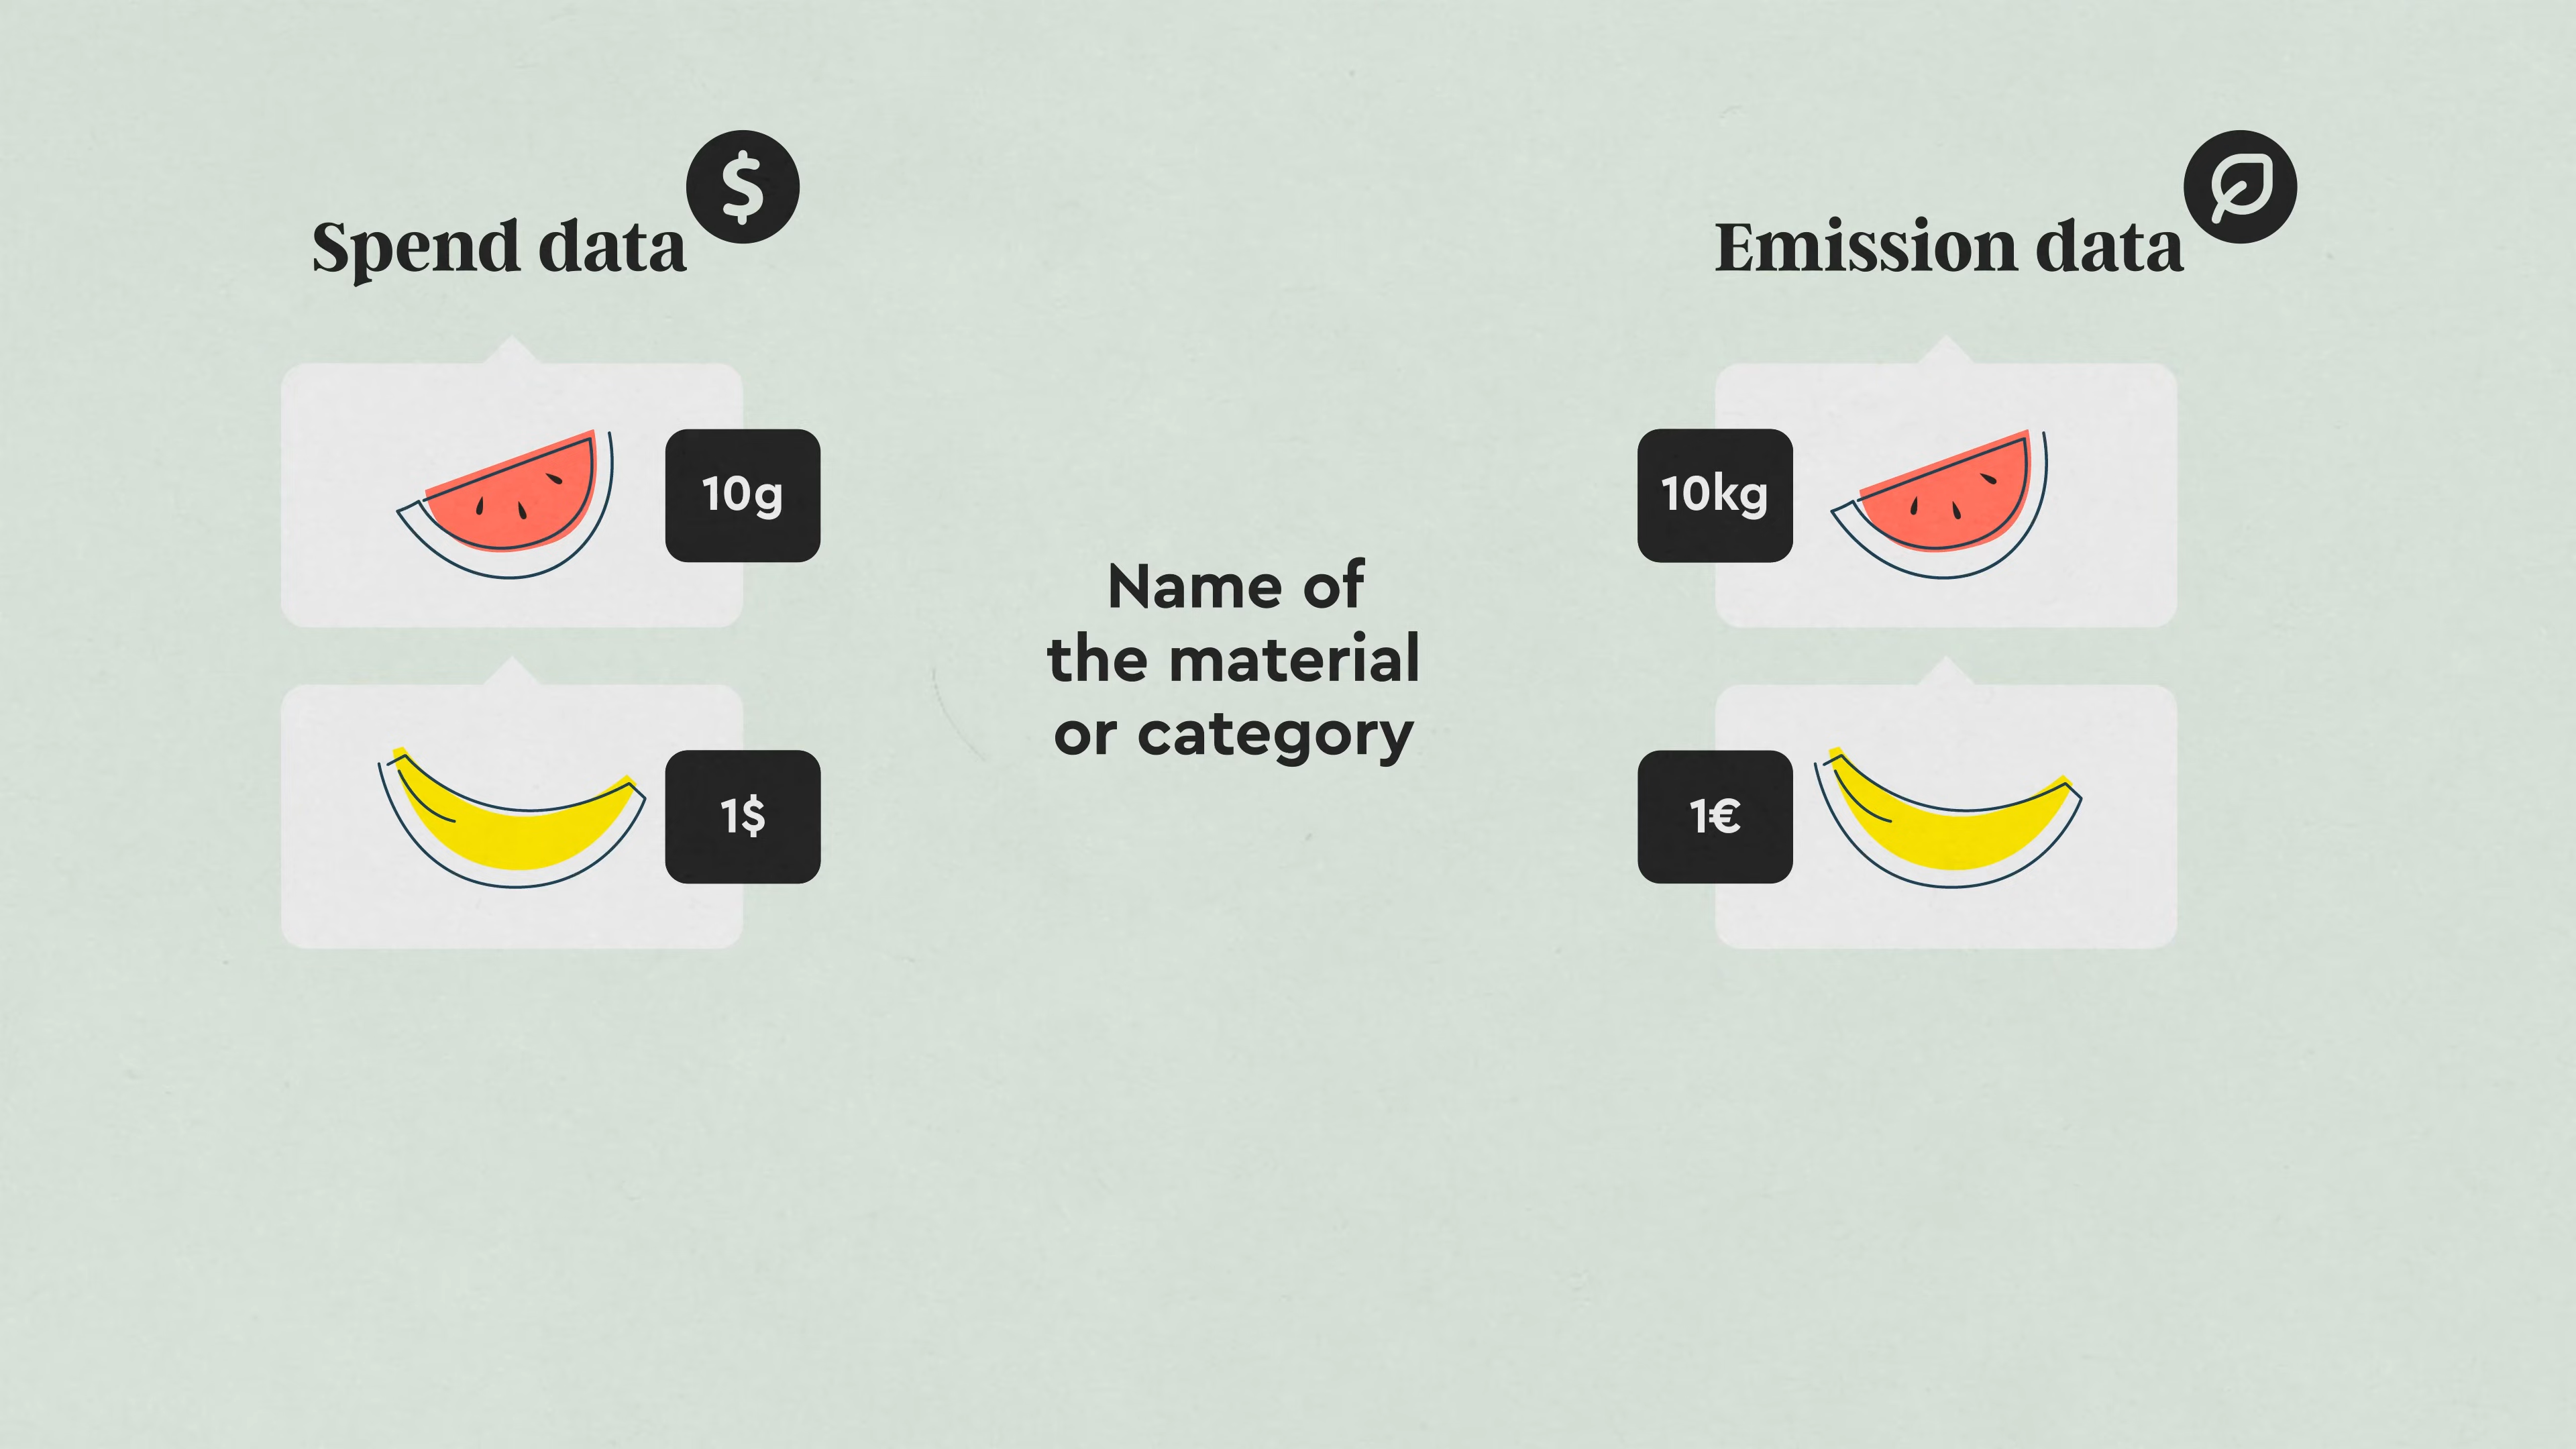 Spend data
$
10g
1$
Name of
the material
or category
Emission data
10kg
1€